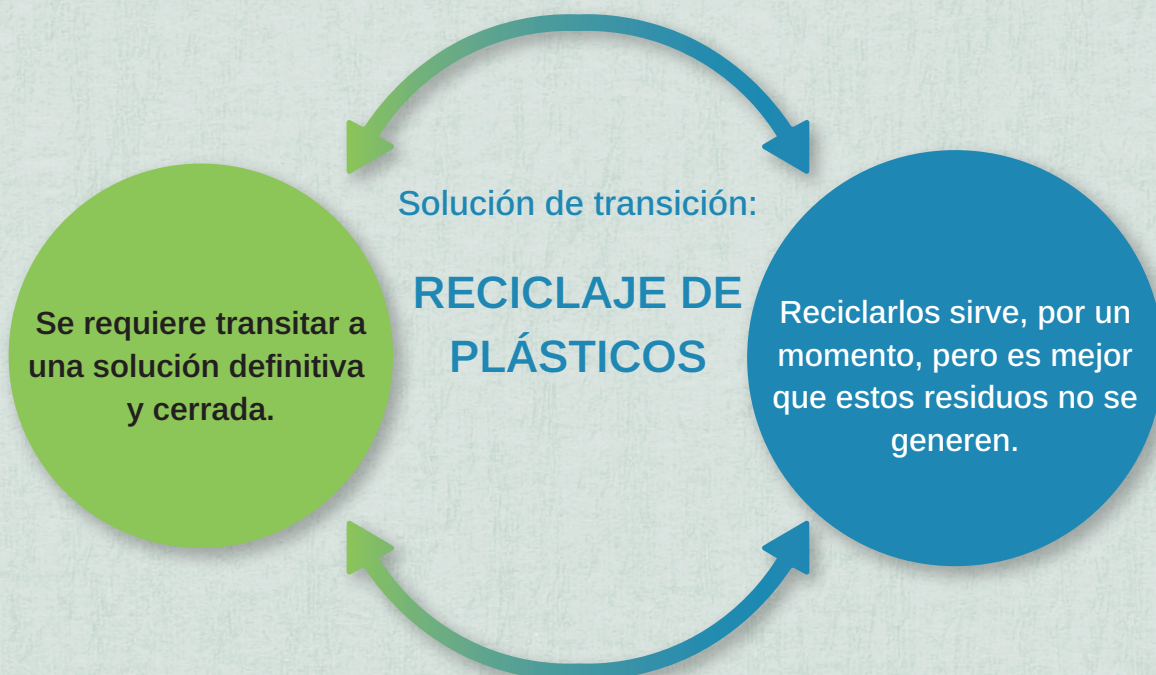 Solución de transición:
RECICLAJE DE
PLÁSTICOS
Se requiere transitar a
una solución definitiva
y cerrada.
Reciclarlos sirve, por un
momento, pero es mejor
que estos residuos no se
generen.